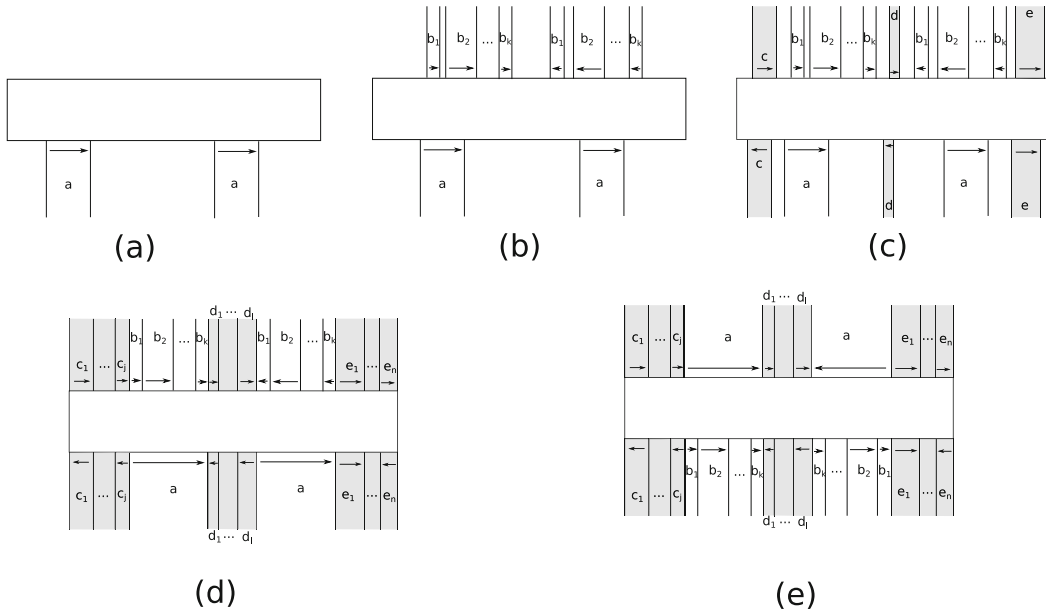 a a
(a)
b₁ b₂ ... bₖ b₁ b₂ ... bₖ
a a
(b)
c b₁ b₂ ... bₖ d b₁ b₂ ... bₖ e
c a d a e
(c)
d₁ ... dₗ
c₁ ... cⱼ b₁ b₂ ... bₖ b₁ b₂ ... bₖ e₁ ... eₙ
c₁ ... cⱼ a a e₁ ... eₙ
d₁ ... dₗ
(d)
d₁ ... dₗ
c₁ ... cⱼ a a e₁ ... eₙ
c₁ ... cⱼ b₁ b₂ ... bₖ bₖ ... b₂ b₁ e₁ ... eₙ
d₁ ... dₗ
(e)